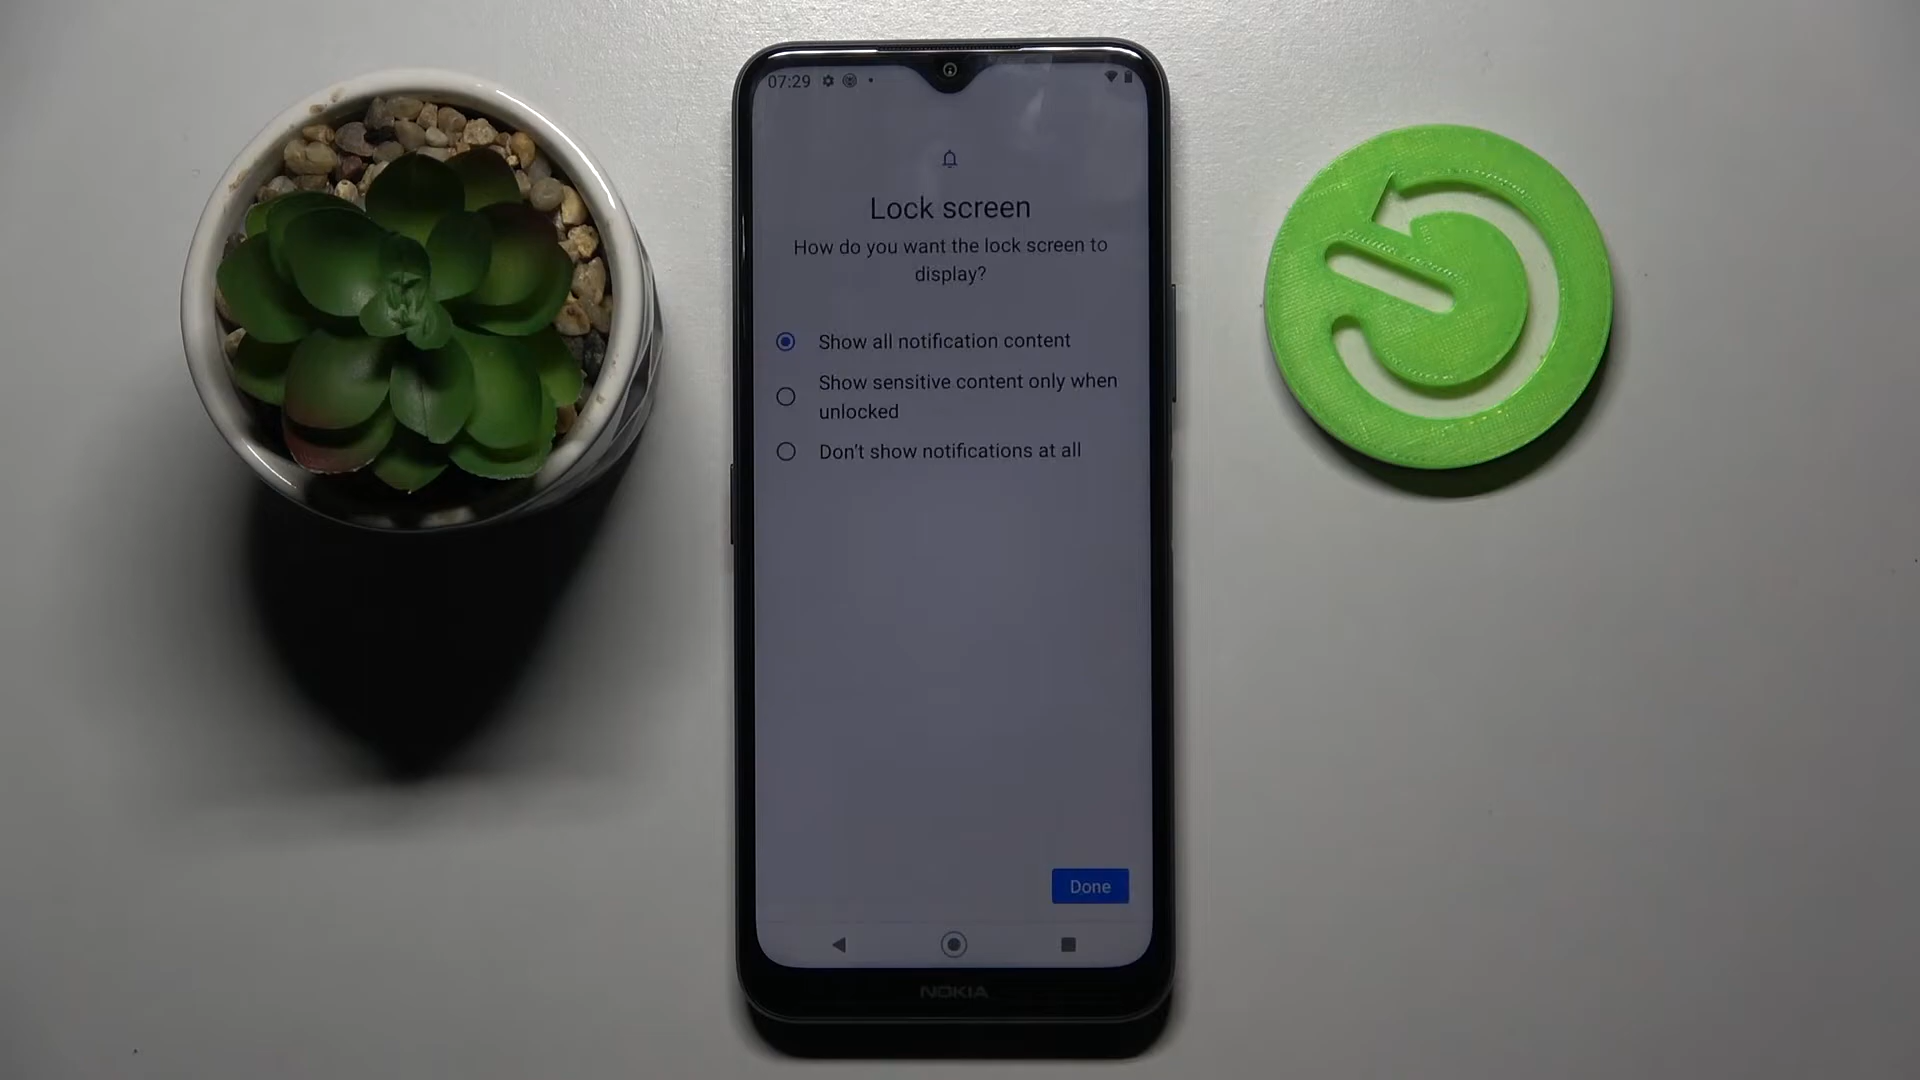 07:29
Lock screen
How do you want the lock screen to
display?
Show all notification content
Show sensitive content only when
unlocked
Don't show notifications at all
Done
NOKIA